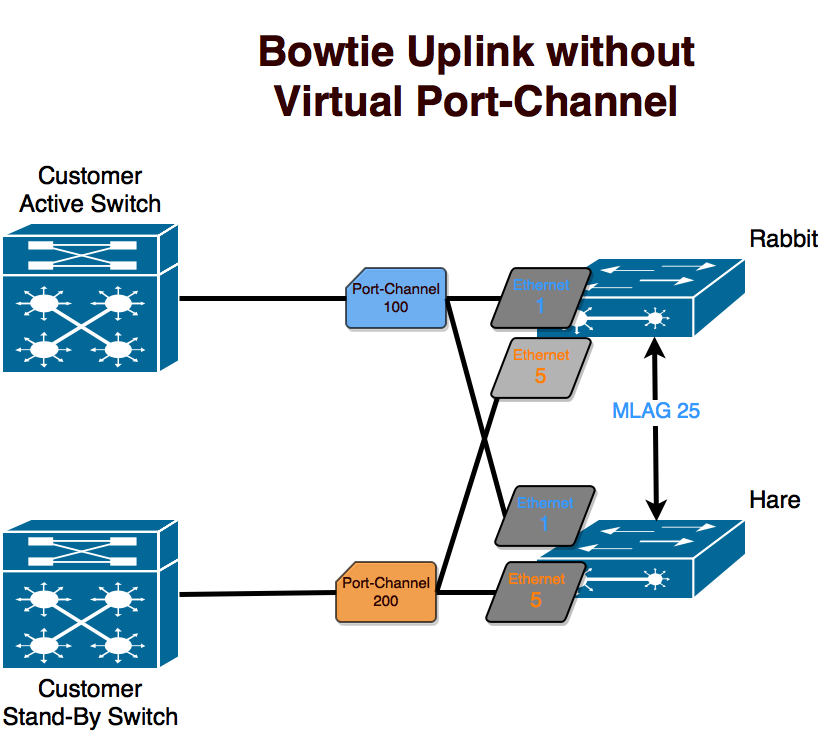 Bowtie Uplink without
Virtual Port-Channel
Customer
Active Switch
Rabbit
Port-Channel
100
Ethernet
1
Ethernet
5
MLAG 25
Ethernet
1
Hare
Port-Channel
200
Ethernet
5
Customer
Stand-By Switch